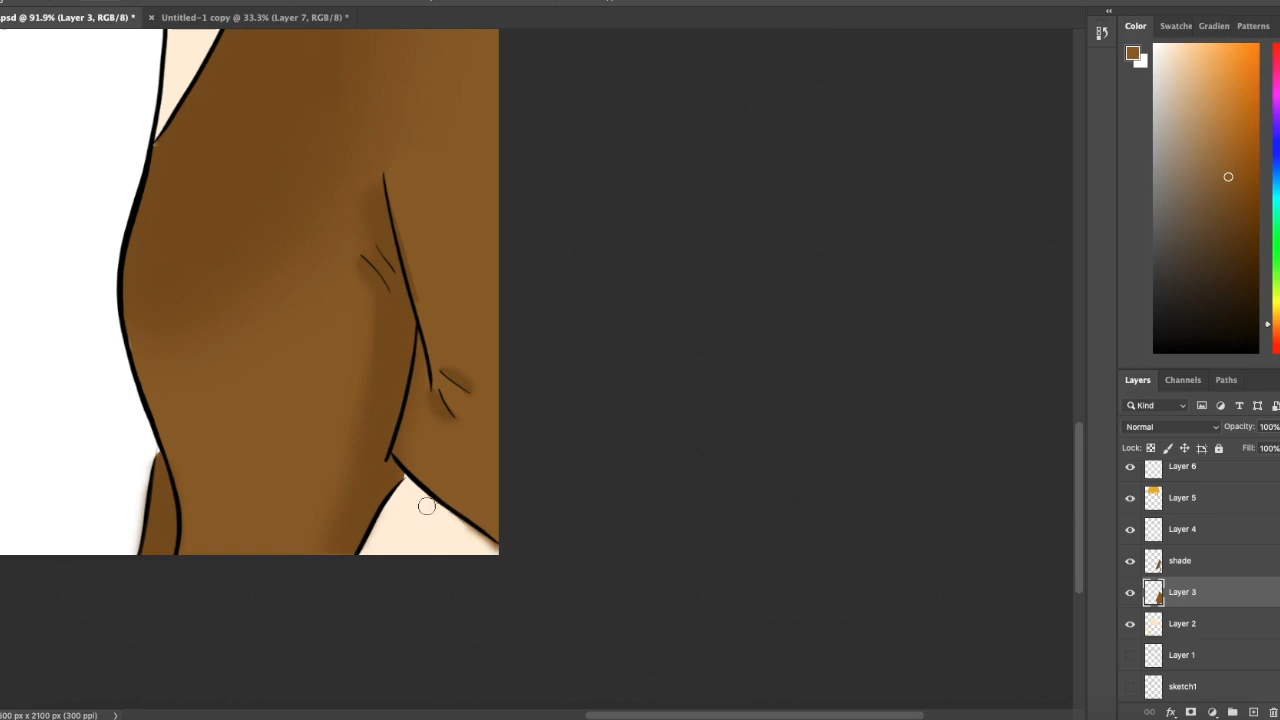 .psd @ 91.9% (Layer 3, RGB/8) *
× Untitled-1 copy @ 33.3% (Layer 7, RGB/8) *
Color Swatche Gradien Patterns
Layers Channels Paths
Kind
Normal Opacity: 100%
Lock: Fill: 100%
Layer 6
Layer 5
Layer 4
shade
Layer 3
Layer 2
Layer 1
sketch1
fx
500 px x 2100 px (300 ppi)